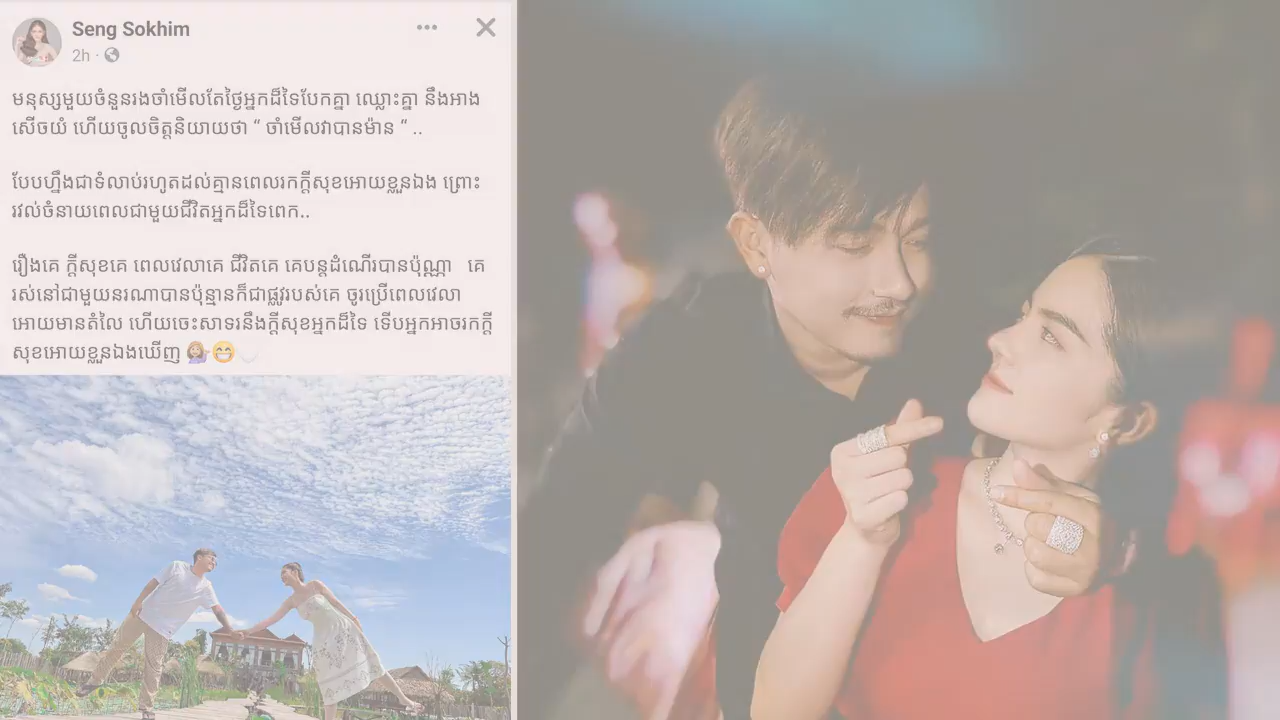 Seng Sokhim
2h ·
មនុស្សមួយចំនួនរងចាំមើលតែថ្ងៃអ្នកដ៏ទៃបែកគ្នា ឈ្លោះគ្នា នឹងអាង
សើចយំ ហើយចូលចិត្តនិយាយថា “ ចាំមើលវាបានម៉ាន “ ..
បែបហ្នឹងជាទំលាប់រហូតដល់គ្មានពេលរកក្តីសុខអោយខ្លួនឯង ព្រោះ
រវល់ចំនាយពេលជាមួយជីវិតអ្នកដ៏ទៃពេក..
រឿងគេ ក្តីសុខគេ ពេលវេលាគេ ជីវិតគេ គេបន្តដំណើរបានប៉ុណ្ណា គេ
រស់នៅជាមួយនរណាបានប៉ុន្មានក៏ជាផ្លូវរបស់គេ ចូរប្រើពេលវេលា
អោយមានតំលៃ ហើយចេះសាទរនឹងក្តីសុខអ្នកដ៏ទៃ ទើបអ្នកអាចរកក្តី
សុខអោយខ្លួនឯងឃើញ 💁🏼‍♀️😁🤍